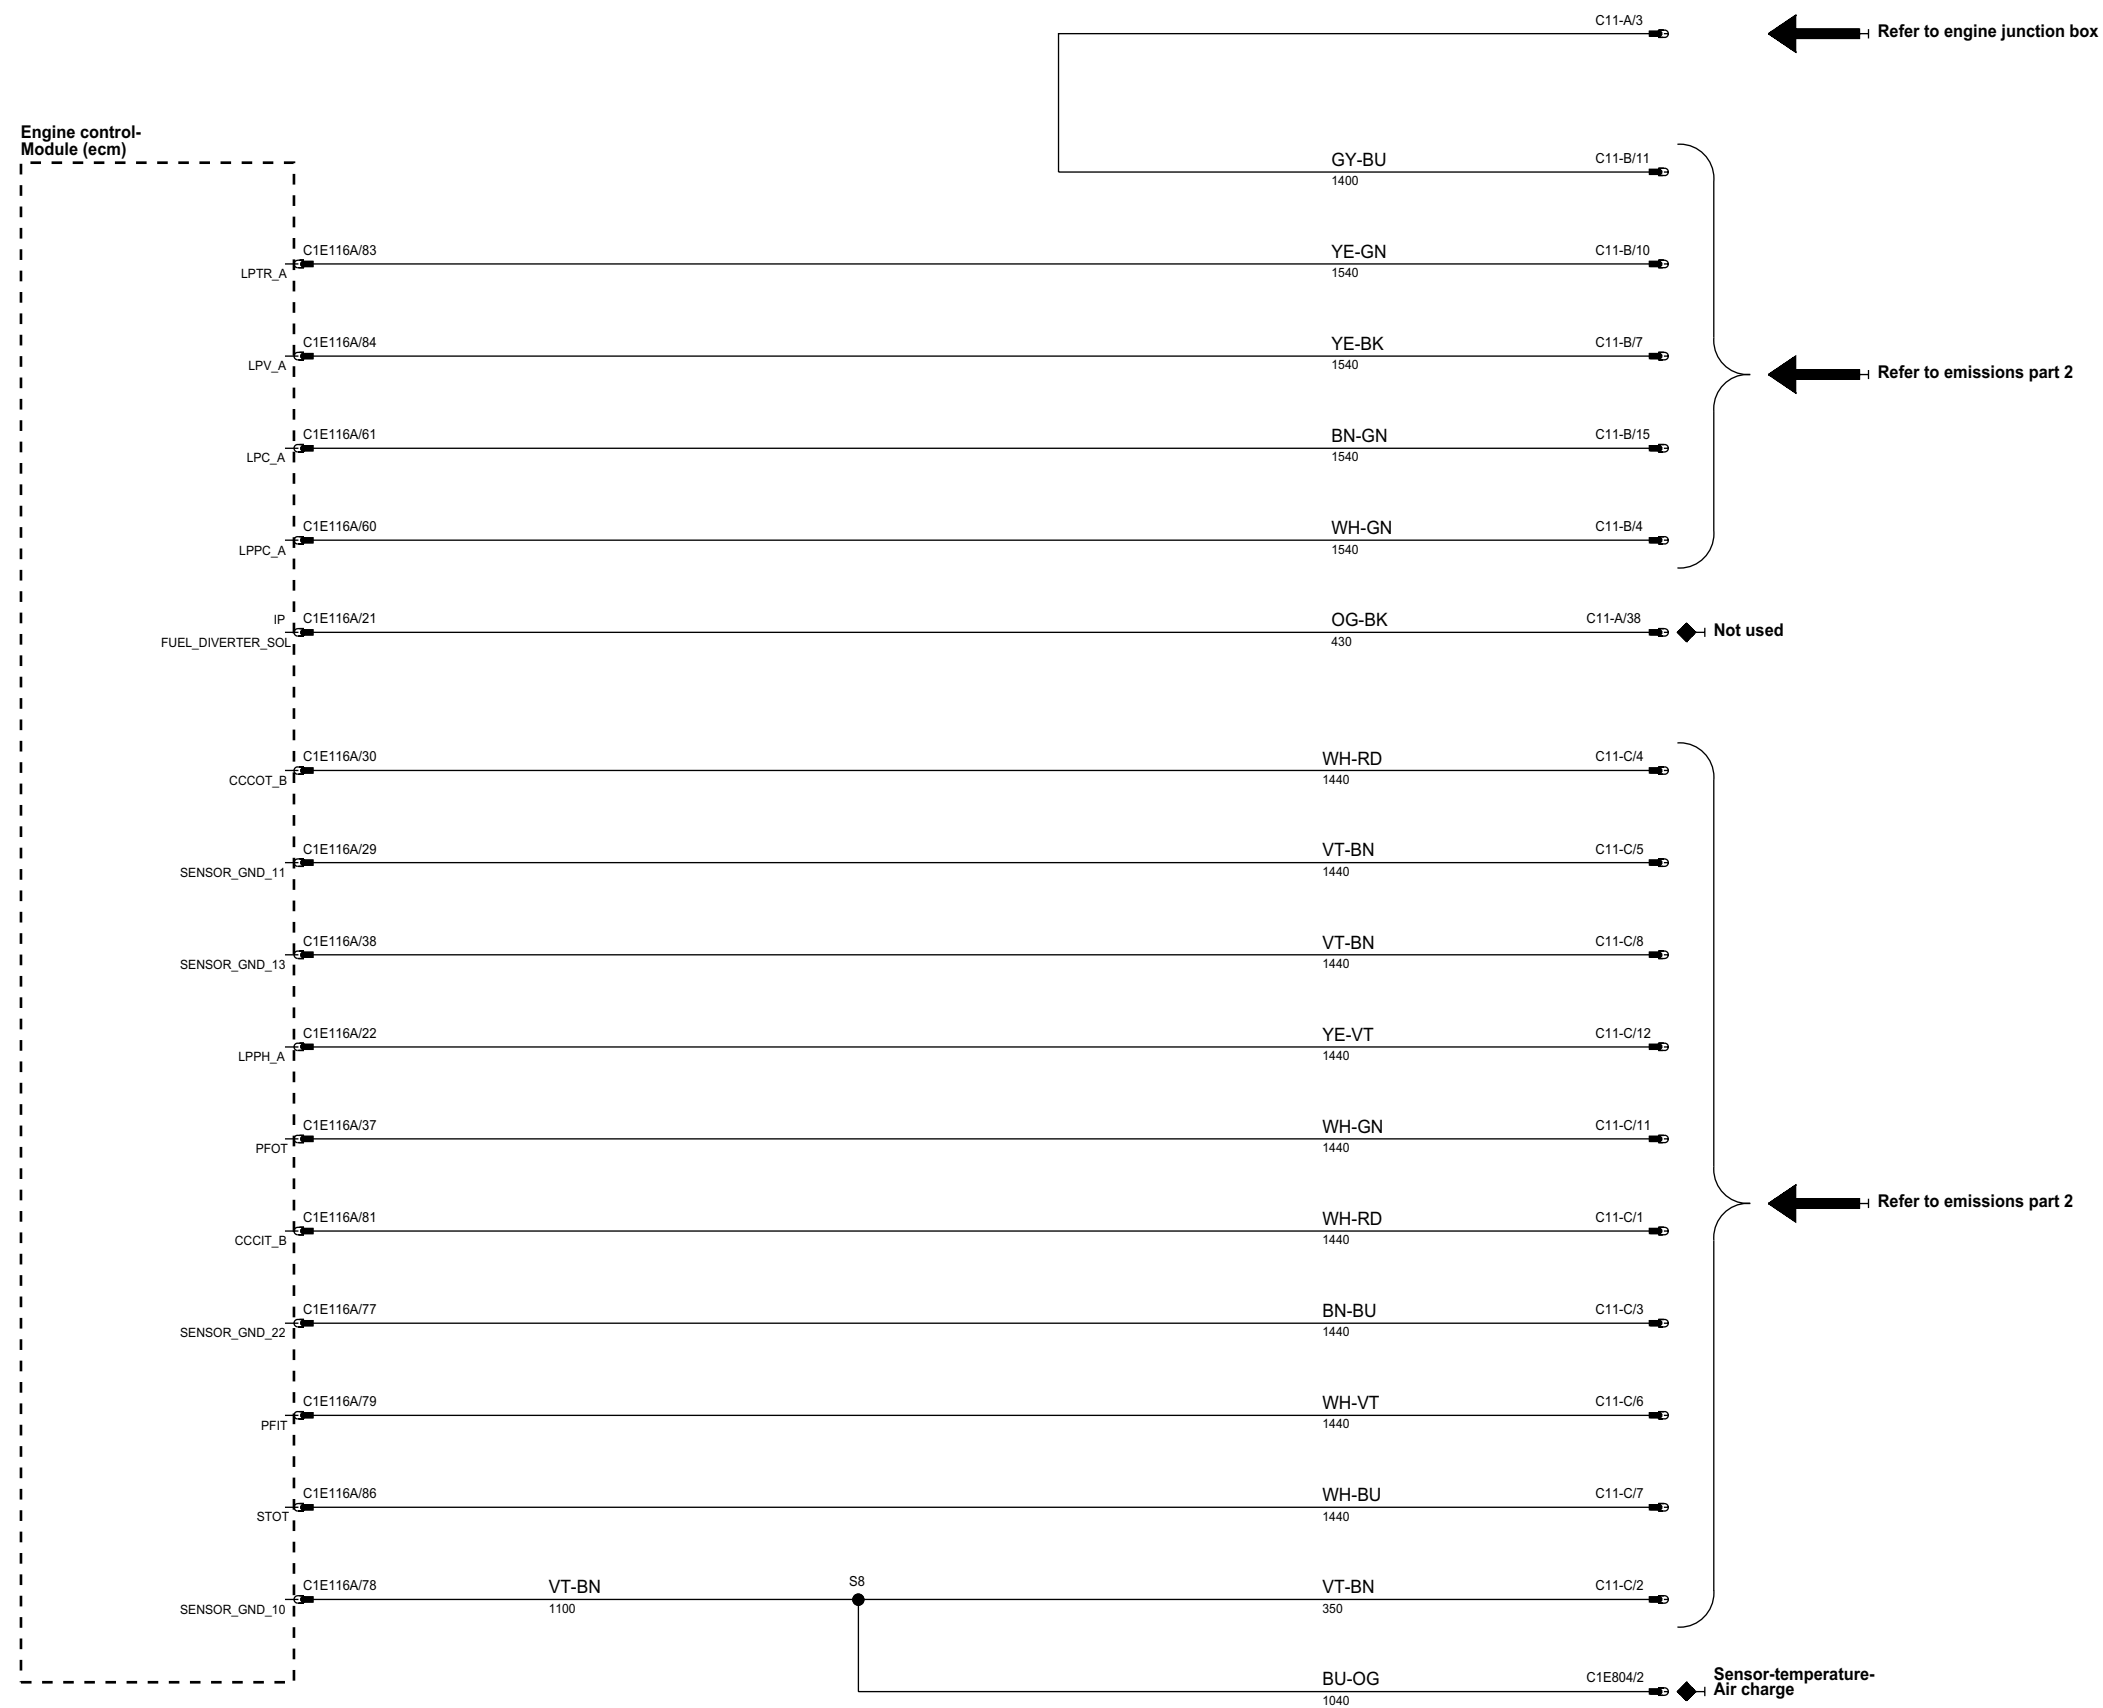 C11-A/3
Refer to engine junction box
Engine control-
Module (ecm)
GY-BU
C11-B/11
1400
C1E116A/83
YE-GN
C11-B/10
LPTR_A
1540
C1E116A/84
YE-BK
C11-B/7
LPV_A
1540
Refer to emissions part 2
C1E116A/61
BN-GN
C11-B/15
LPC_A
1540
C1E116A/60
WH-GN
C11-B/4
LPPC_A
1540
IP
C1E116A/21
OG-BK
C11-A/38
FUEL_DIVERTER_SOL
430
Not used
C1E116A/30
WH-RD
C11-C/4
CCCOT_B
1440
C1E116A/29
VT-BN
C11-C/5
SENSOR_GND_11
1440
C1E116A/38
VT-BN
C11-C/8
SENSOR_GND_13
1440
C1E116A/22
YE-VT
C11-C/12
LPPH_A
1440
C1E116A/37
WH-GN
C11-C/11
PFOT
1440
Refer to emissions part 2
C1E116A/81
WH-RD
C11-C/1
CCCIT_B
1440
C1E116A/77
BN-BU
C11-C/3
SENSOR_GND_22
1440
C1E116A/79
WH-VT
C11-C/6
PFIT
1440
C1E116A/86
WH-BU
C11-C/7
STOT
1440
C1E116A/78
VT-BN
S8
VT-BN
C11-C/2
SENSOR_GND_10
1100
350
BU-OG
C1E804/2
1040
Sensor-temperature-
Air charge